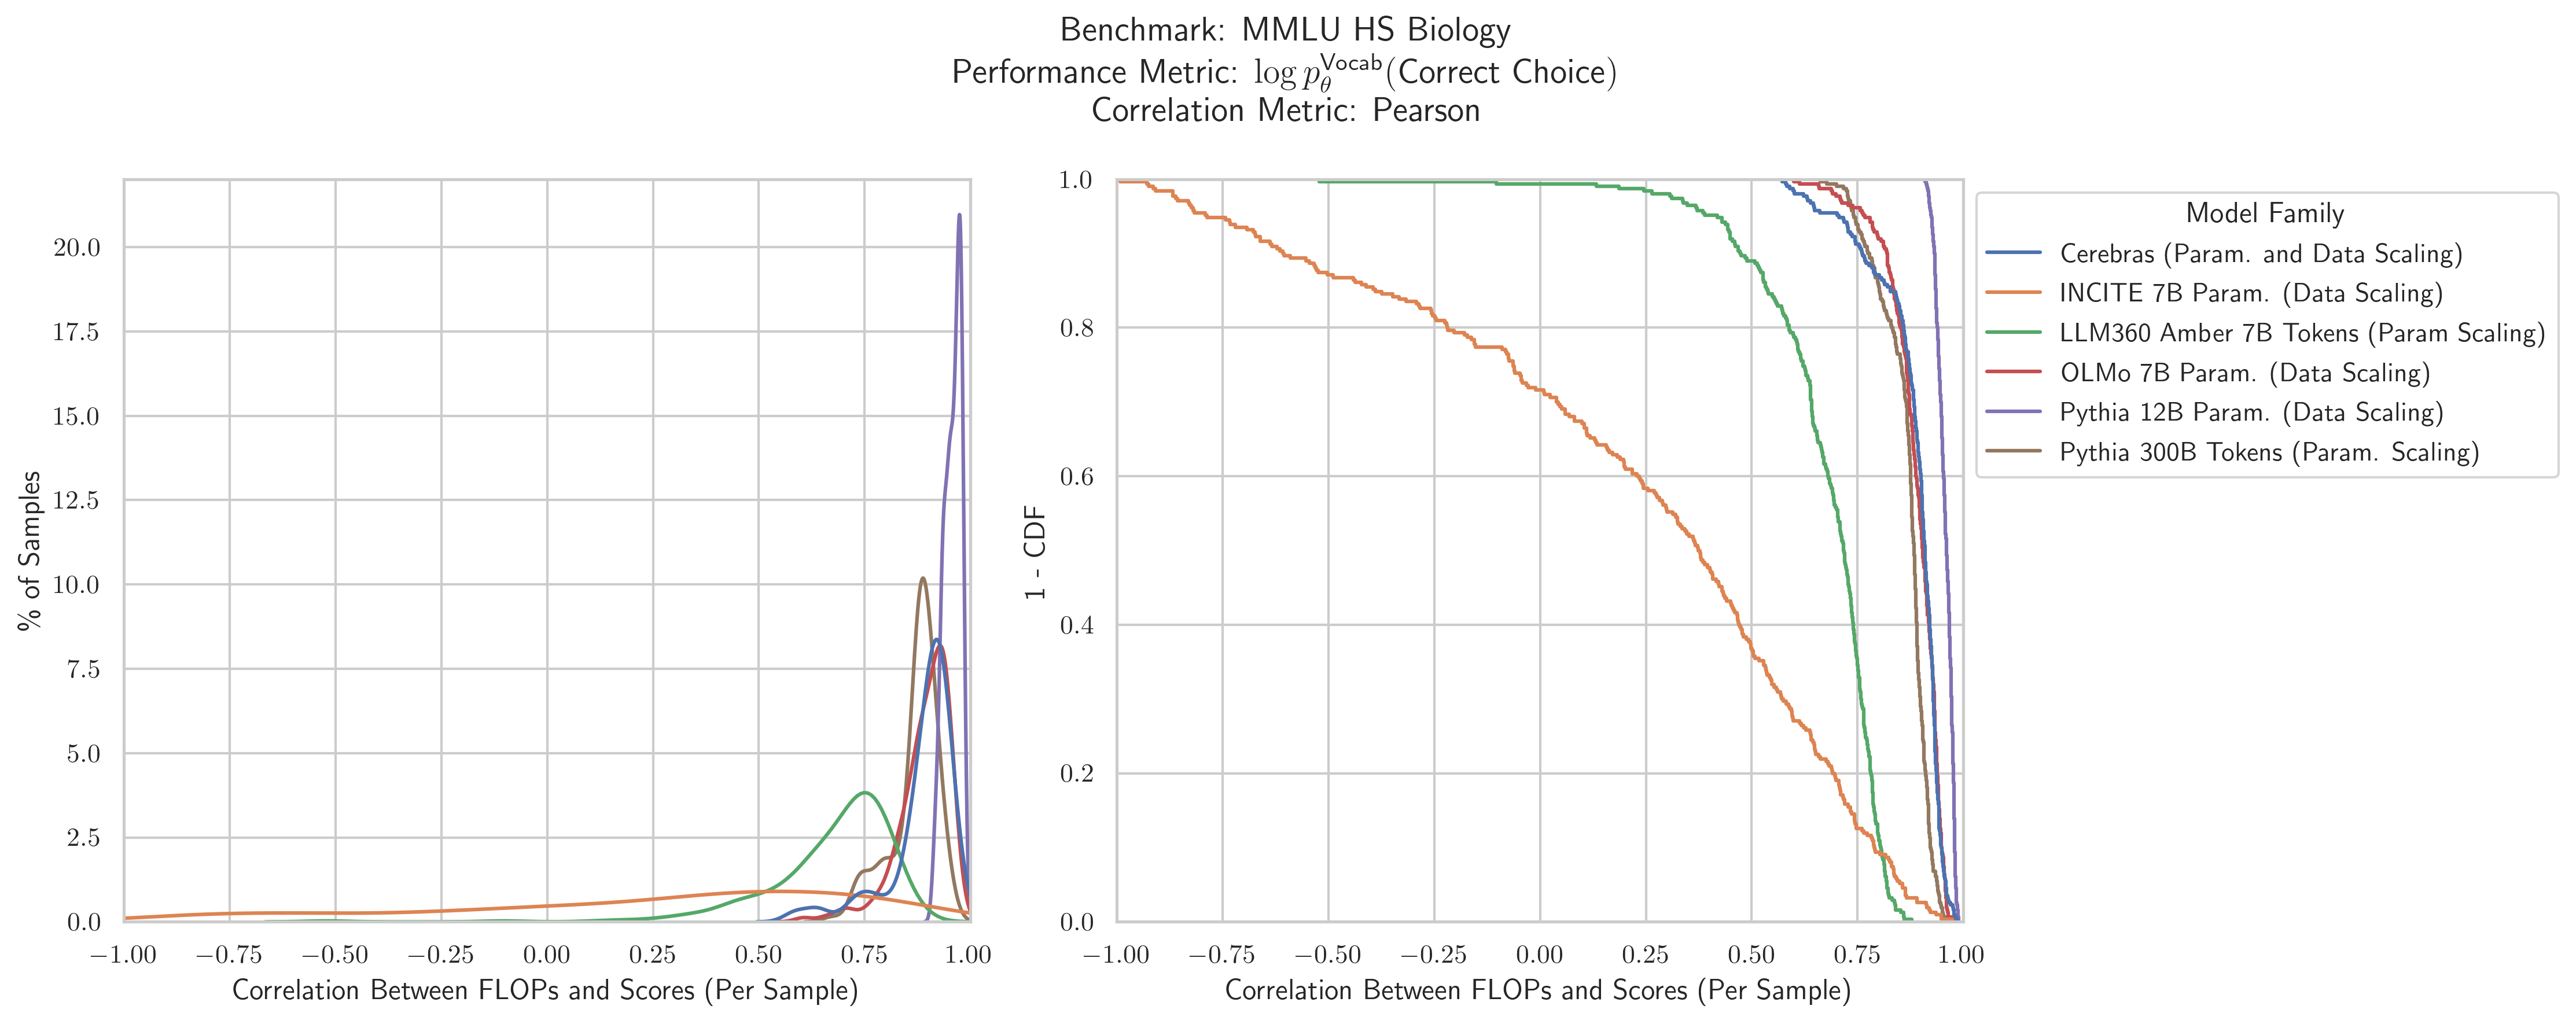 Benchmark: MMLU HS Biology
Performance Metric: log p_θ^Vocab(Correct Choice)
Correlation Metric: Pearson
% of Samples
20.0
17.5
15.0
12.5
10.0
7.5
5.0
2.5
0.0
−1.00 −0.75 −0.50 −0.25 0.00 0.25 0.50 0.75 1.00
Correlation Between FLOPs and Scores (Per Sample)
1 - CDF
1.0
0.8
0.6
0.4
0.2
0.0
−1.00 −0.75 −0.50 −0.25 0.00 0.25 0.50 0.75 1.00
Correlation Between FLOPs and Scores (Per Sample)
Model Family
Cerebras (Param. and Data Scaling)
INCITE 7B Param. (Data Scaling)
LLM360 Amber 7B Tokens (Param Scaling)
OLMo 7B Param. (Data Scaling)
Pythia 12B Param. (Data Scaling)
Pythia 300B Tokens (Param. Scaling)